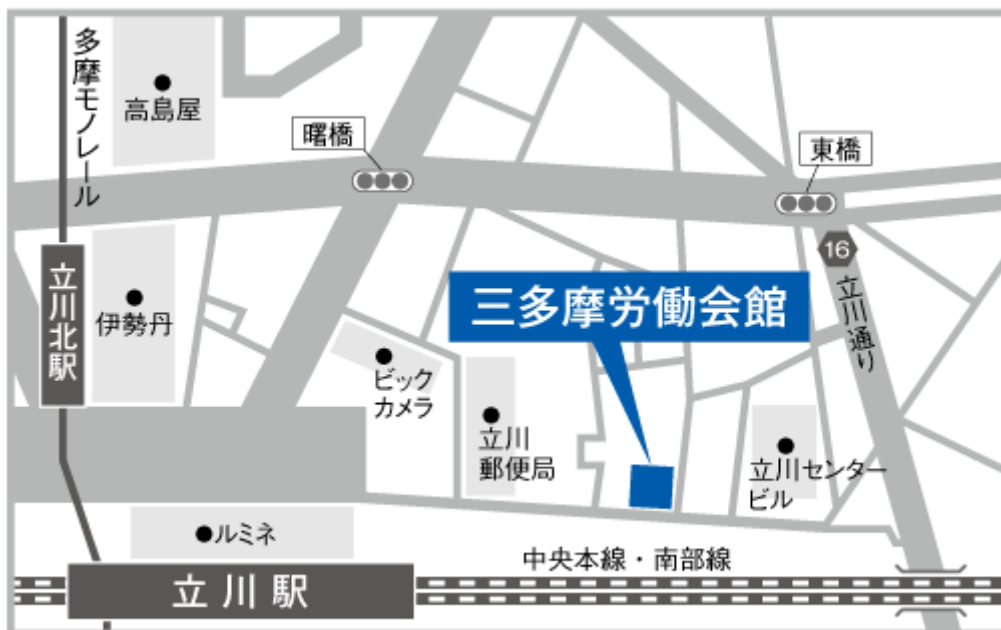 多摩モノレール
高島屋
曙橋
東橋
16
立川通り
立川北駅
伊勢丹
三多摩労働会館
ビック
カメラ
立川
郵便局
立川センター
ビル
ルミネ
中央本線・南部線
立川駅